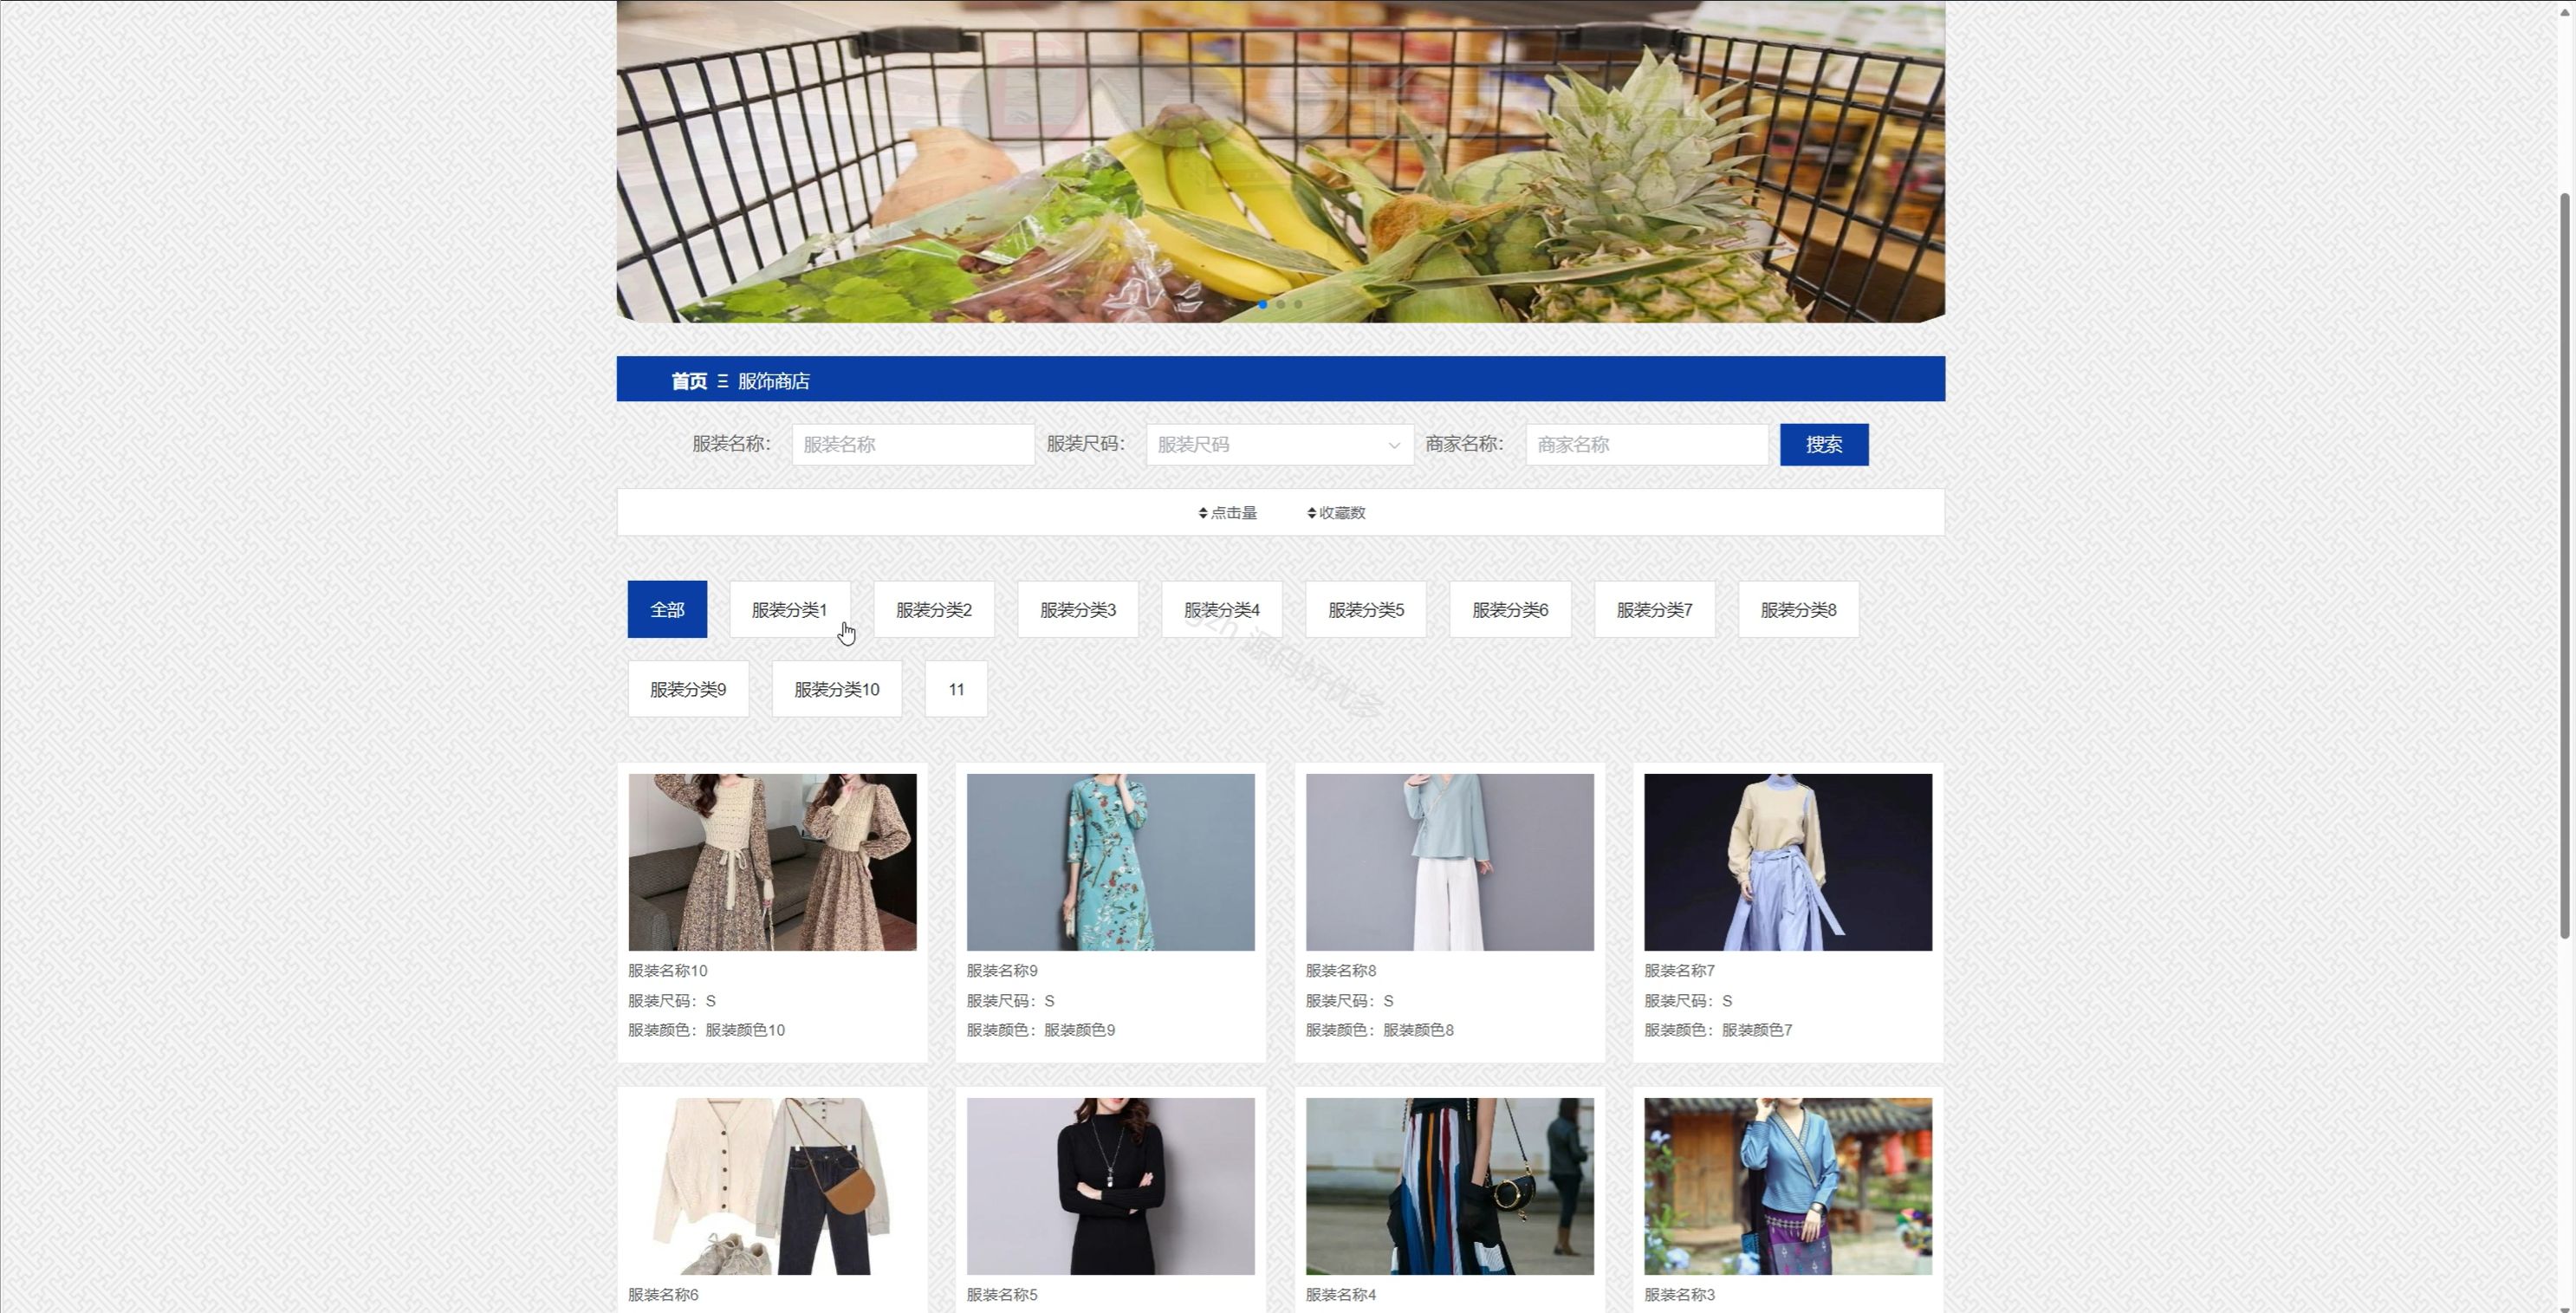 首页 Ξ 服饰商店
服装名称： 服装名称 服装尺码： 服装尺码 商家名称： 商家名称 搜索
点击量 收藏数
全部 服装分类1 服装分类2 服装分类3 服装分类4 服装分类5 服装分类6 服装分类7 服装分类8
gzh 源码好优多
服装分类9 服装分类10 11
服装名称10 服装名称9 服装名称8 服装名称7
服装尺码：S 服装尺码：S 服装尺码：S 服装尺码：S
服装颜色：服装颜色10 服装颜色：服装颜色9 服装颜色：服装颜色8 服装颜色：服装颜色7
服装名称6 服装名称5 服装名称4 服装名称3